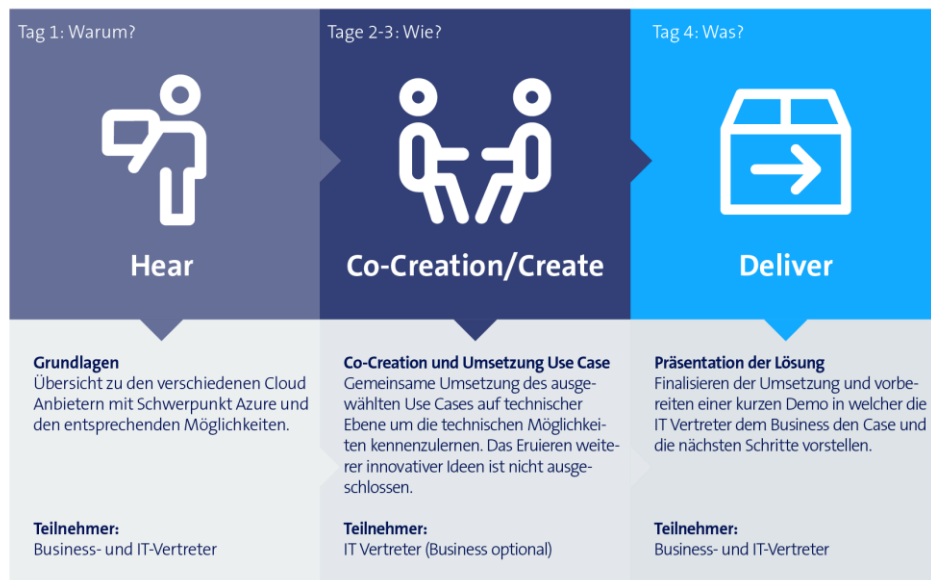 Tag 1: Warum?
Hear
Grundlagen
Übersicht zu den verschiedenen Cloud
Anbietern mit Schwerpunkt Azure und
den entsprechenden Möglichkeiten.
Teilnehmer:
Business- und IT-Vertreter
Tage 2-3: Wie?
Co-Creation/Create
Co-Creation und Umsetzung Use Case
Gemeinsame Umsetzung des ausge-
wählten Use Cases auf technischer
Ebene um die technischen Möglichkei-
ten kennenzulernen. Das Eruieren weite-
rer innovativer Ideen ist nicht ausge-
schlossen.
Teilnehmer:
IT Vertreter (Business optional)
Tag 4: Was?
Deliver
Präsentation der Lösung
Finalisieren der Umsetzung und vorbe-
reiten einer kurzen Demo in welcher die
IT Vertreter dem Business den Case und
die nächsten Schritte vorstellen.
Teilnehmer:
Business- und IT-Vertreter